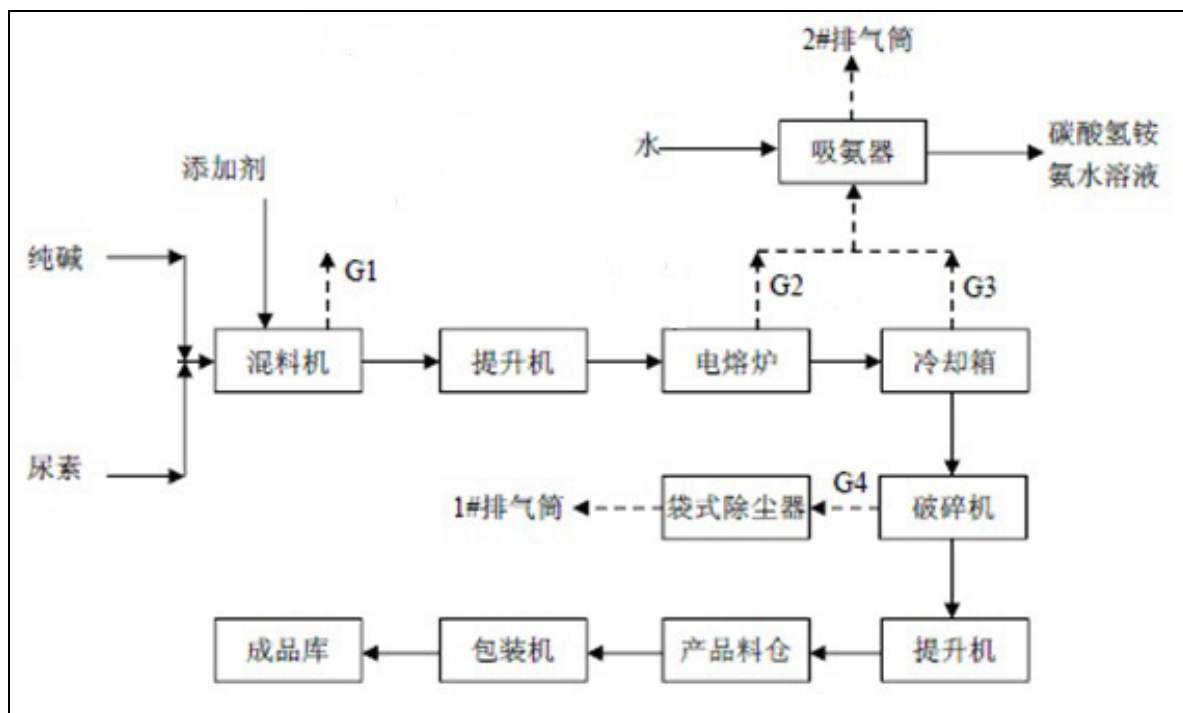 2#排气筒
水
吸氨器
碳酸氢铵
氨水溶液
添加剂
纯碱
G1
G2
G3
混料机
提升机
电熔炉
冷却箱
尿素
1#排气筒
袋式除尘器
G4
破碎机
成品库
包装机
产品料仓
提升机